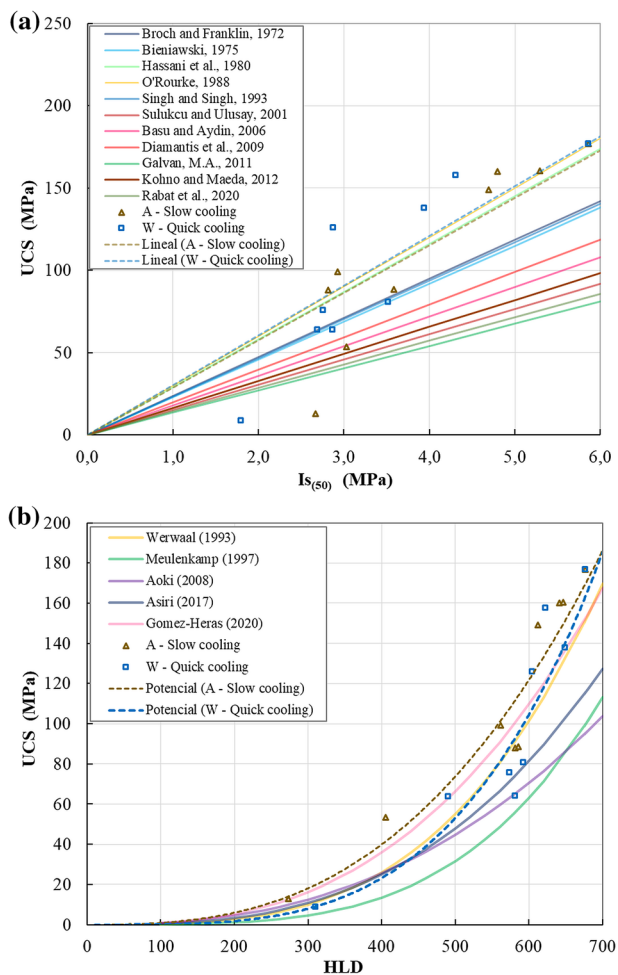 (a)
250
200
150
100
50
0
UCS (MPa)
Broch and Franklin, 1972
Bieniawski, 1975
Hassani et al., 1980
O'Rourke, 1988
Singh and Singh, 1993
Sulukcu and Ulusay, 2001
Basu and Aydin, 2006
Diamantis et al., 2009
Galvan, M.A., 2011
Kohno and Maeda, 2012
Rabat et al., 2020
A - Slow cooling
W - Quick cooling
Lineal (A - Slow cooling)
Lineal (W - Quick cooling)
0,0 1,0 2,0 3,0 4,0 5,0 6,0
Is(50) (MPa)
(b)
200
180
160
140
120
100
80
60
40
20
0
UCS (MPa)
Werwaal (1993)
Meulenkamp (1997)
Aoki (2008)
Asiri (2017)
Gomez-Heras (2020)
A - Slow cooling
W - Quick cooling
Potencial (A - Slow cooling)
Potencial (W - Quick cooling)
0 100 200 300 400 500 600 700
HLD